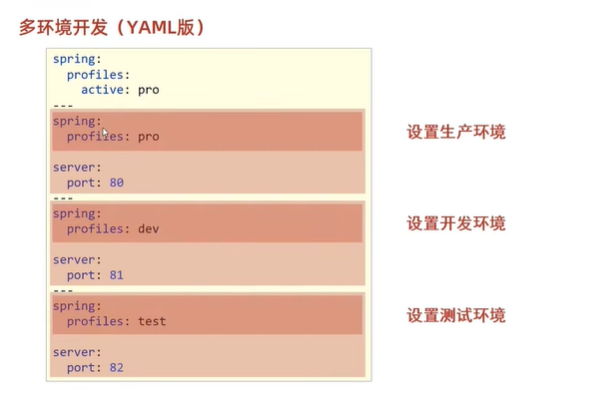 多环境开发（YAML版）
spring:
  profiles:
    active: pro
---
spring:
  profiles: pro
设置生产环境
server:
  port: 80
---
spring:
  profiles: dev
设置开发环境
server:
  port: 81
---
spring:
  profiles: test
设置测试环境
server:
  port: 82